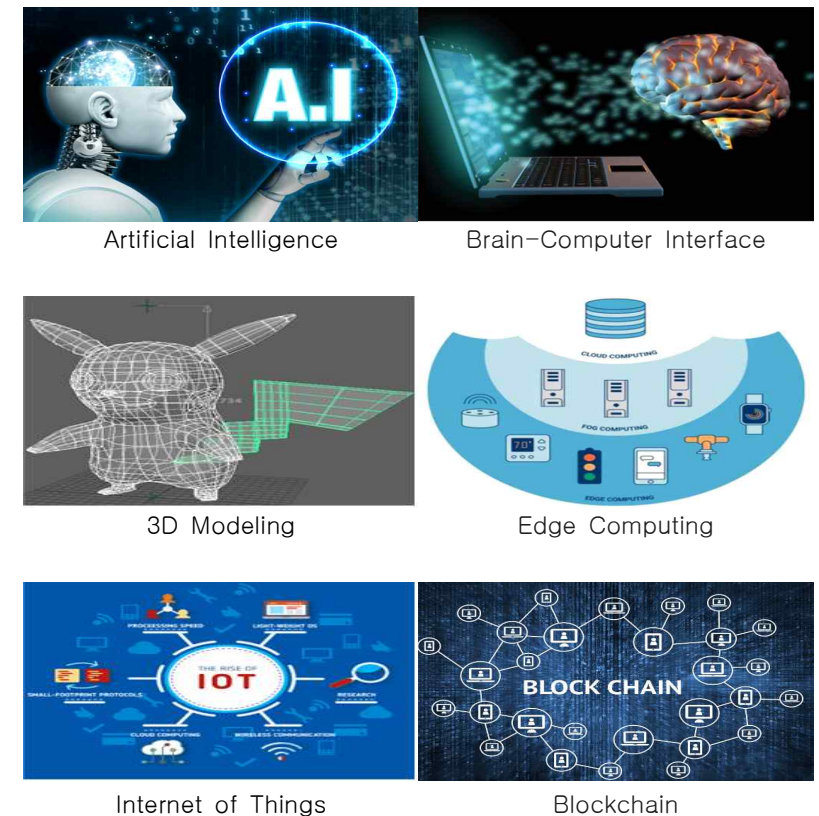 A.I
Artificial Intelligence
Brain-Computer Interface
734
3D Modeling
CLOUD COMPUTING
FOG COMPUTING
70°
EDGE COMPUTING
Edge Computing
PROCEESING SPEED
LIGHT-WEIGHT OS
THE RISE OF
IOT
SMALL-FOOTPRINT PROTOCOLS
RESEARCH
CLOUD COMPUTING
WIRELESS COMMUNICATION
Internet of Things
BLOCK CHAIN
Blockchain